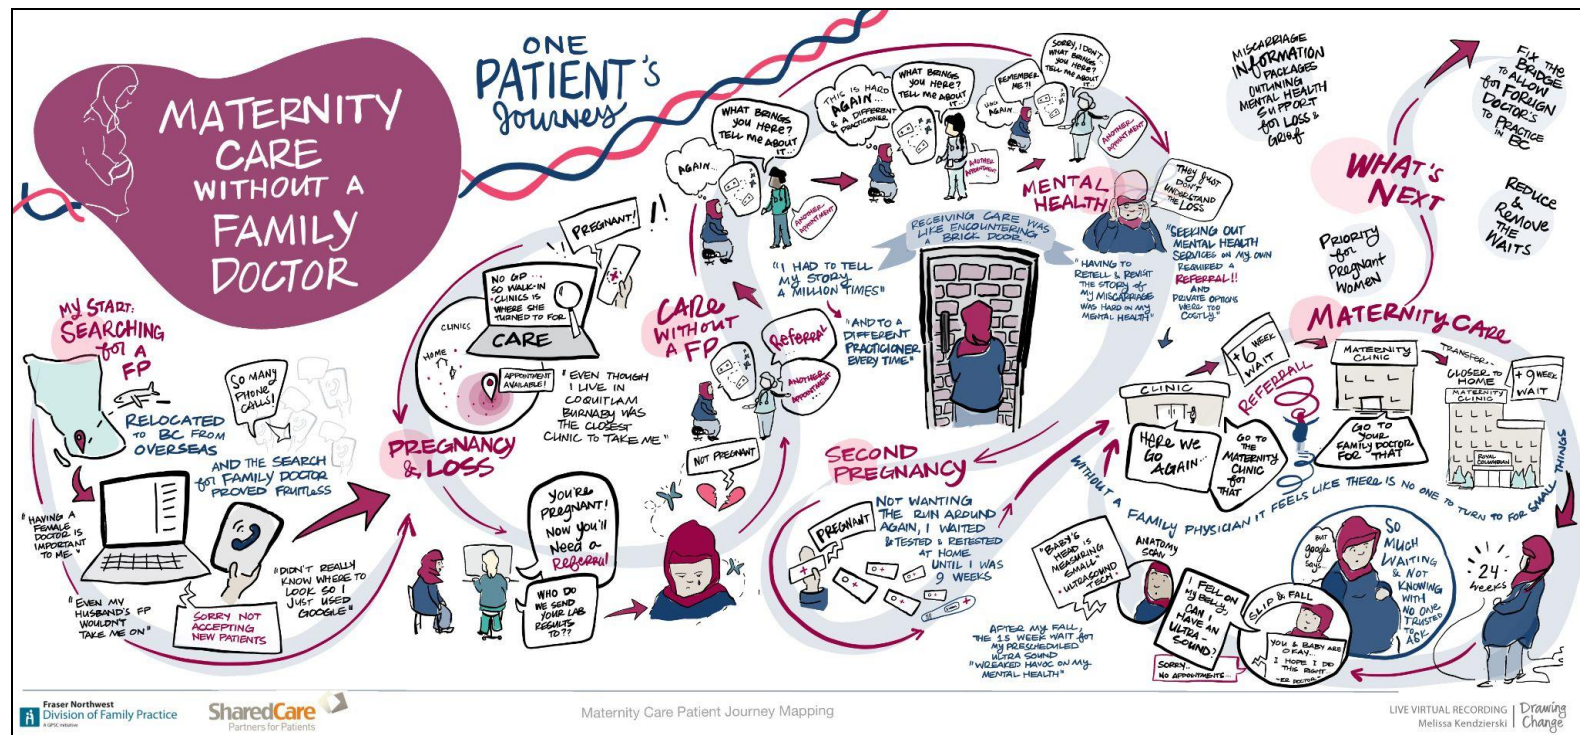 MATERNITY
CARE
WITHOUT A
FAMILY
DOCTOR
ONE
PATIENT'S
Journey
MY START:
SEARCHING
for A
FP
RELOCATED
to BC FROM
OVERSEAS
SO MANY
PHONE
CALLS!
AND THE SEARCH
for FAMILY DOCTOR
PROVED FRUITLESS
"HAVING A
FEMALE
DOCTOR IS
IMPORTANT
TO ME"
"EVEN MY
HUSBAND'S FP
WOULDN'T
TAKE ME ON"
SORRY NOT
ACCEPTING
NEW PATIENTS
"DIDN'T REALLY
KNOW WHERE TO
LOOK SO I
JUST USED
GOOGLE"
PREGNANT!
!!
NO GP...
SO WALK-IN
CLINICS IS
WHERE SHE
TURNED TO FOR
CARE
CLINICS
HOME
APPOINTMENT
AVAILABLE!
"EVEN THOUGH
I LIVE IN
COQUITLAM
BURNABY WAS
THE CLOSEST
CLINIC TO TAKE ME"
PREGNANCY
& LOSS
YOU'RE
PREGNANT!
NOW YOU'LL
NEED A
REFERRAL
WHO DO
WE SEND
YOUR LAB
RESULTS
TO??
NOT PREGNANT
CARE
WITHOUT
A FP
REFERRAL
ANOTHER
APPOINTMENT
AGAIN...
WHAT BRINGS
YOU HERE?
TELL ME ABOUT
IT...
ANOTHER
APPOINTMENT
THIS IS HARD
AGAIN...
& A DIFFERENT
PRACTITIONER
WHAT BRINGS
YOU HERE?
TELL ME ABOUT
IT...
ANOTHER
APPOINTMENT
AGAIN
REMEMBER
ME?!
SORRY, I DON'T.
WHAT BRINGS
YOU HERE?
TELL ME ABOUT
IT...
ANOTHER
APPOINTMENT
"I HAD TO TELL
MY STORY
A MILLION TIMES"
"AND TO A
DIFFERENT
PRACTICIONER
EVERY TIME"
RECEIVING CARE WAS
LIKE ENCOUNTERING
A BRICK DOOR...
MENTAL
HEALTH
THEY JUST
DON'T
UNDERSTAND
THE LOSS
"HAVING TO
RETELL & REVISIT
THE STORY OF
MY MISCARRIAGE
WAS HARD ON MY
MENTAL HEALTH"
"SEEKING OUT
MENTAL HEALTH
SERVICES ON MY OWN
REQUIRED A
REFERRAL!!
AND
PRIVATE OPTIONS
WERE TOO
COSTLY"
SECOND
PREGNANCY
PREGNANT
NOT WANTING
THE RUN AROUND
AGAIN, I WAITED
& TESTED & RETESTED
AT HOME
UNTIL I WAS
9 WEEKS
CLINIC
HERE WE
GO AGAIN...
GO TO
THE
MATERNITY
CLINIC
for
THAT
+6 WEEK
WAIT
REFERRALL
MATERNITY CARE
MATERNITY
CLINIC
GO TO
YOUR
FAMILY DOCTOR
FOR THAT
TRANSFER..
CLOSER TO
HOME
MATERNITY
CLINIC
+9 WEEK
WAIT
ROYAL
COLUMBIAN
WITHOUT A FAMILY PHYSICIAN IT FEELS LIKE THERE IS NO ONE TO TURN TO FOR SMALL THINGS
24
WEEKS
SO
MUCH
WAITING
& NOT
KNOWING
WITH
NO ONE
TRUSTED
TO
ASK
BUT
google
says...
SLIP & FALL
YOU & BABY ARE
OKAY...
I HOPE I DO
THIS RIGHT
-ER DOCTOR
I FELL ON
MY BELLY,
CAN I
HAVE AN
ULTRA-
SOUND?
SORRY..
NO APPOINTMENTS...
ANATOMY
SCAN
"BABY'S
HEAD IS
MEASURING
SMALL"
- ULTRASOUND
TECH
AFTER MY FALL,
THE 1.5 WEEK WAIT for
MY PRESCHEDULED
ULTRA SOUND
"WREAKED HAVOC ON MY
MENTAL HEALTH"
WHAT'S
NEXT
MISCARRIAGE
INFORMATION
PACKAGES
OUTLINING
MENTAL HEALTH
SUPPORT
for LOSS &
GRIEF
FIX THE
BRIDGE
TO ALLOW
for FOREIGN
DOCTOR'S
TO PRACTICE
IN
BC
REDUCE
&
REMOVE
THE
WAITS
PRIORITY
for
PREGNANT
WOMEN
Fraser Northwest
Division of Family Practice
A GPSC initiative
SharedCare
Partners for Patients
Maternity Care Patient Journey Mapping
LIVE VIRTUAL RECORDING
Melissa Kendzierski
Drawing
Change